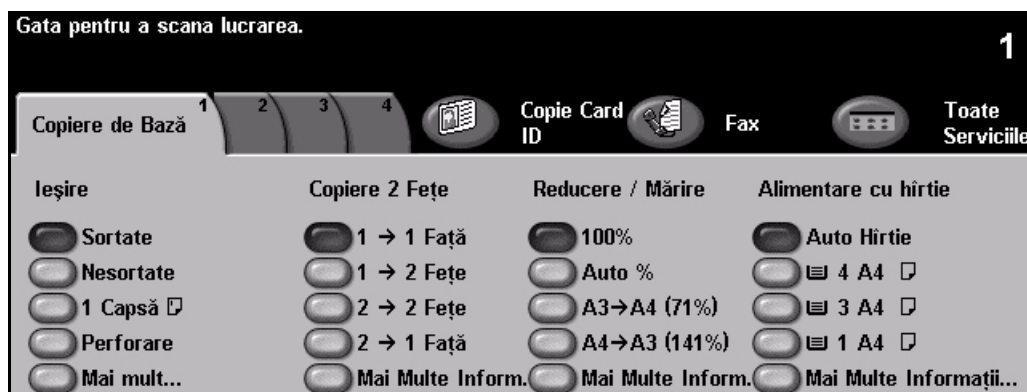 Gata pentru a scana lucrarea.
1
Copiere de Bază 1 2 3 4
Copie Card ID
Fax
Toate Serviciile
Ieşire Copiere 2 Feţe Reducere / Mărire Alimentare cu hîrtie
Sortate 1 → 1 Faţă 100% Auto Hîrtie
Nesortate 1 → 2 Feţe Auto % 4 A4
1 Capsă 2 → 2 Feţe A3→A4 (71%) 3 A4
Perforare 2 → 1 Faţă A4→A3 (141%) 1 A4
Mai mult... Mai Multe Inform. Mai Multe Inform. Mai Multe Informaţii...